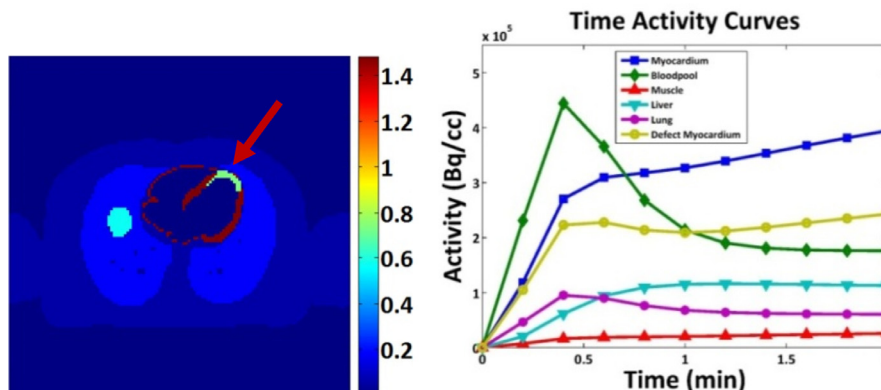 1.4
1.2
1
0.8
0.6
0.4
0.2
Time Activity Curves
x 10⁵
Myocardium
Bloodpool
Muscle
Liver
Lung
Defect Myocardium
Activity (Bq/cc)
5
4
3
2
1
0
0
0.5
1
1.5
Time (min)